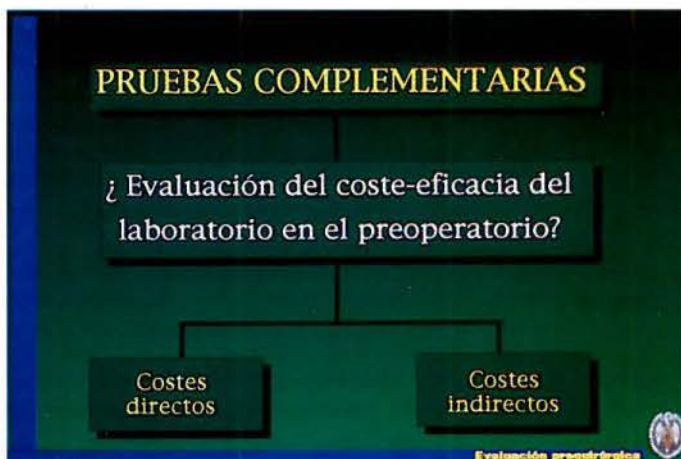 PRUEBAS COMPLEMENTARIAS
¿ Evaluación del coste-eficacia del
laboratorio en el preoperatorio?
Costes
directos
Costes
indirectos
Evaluación prequirúrgica